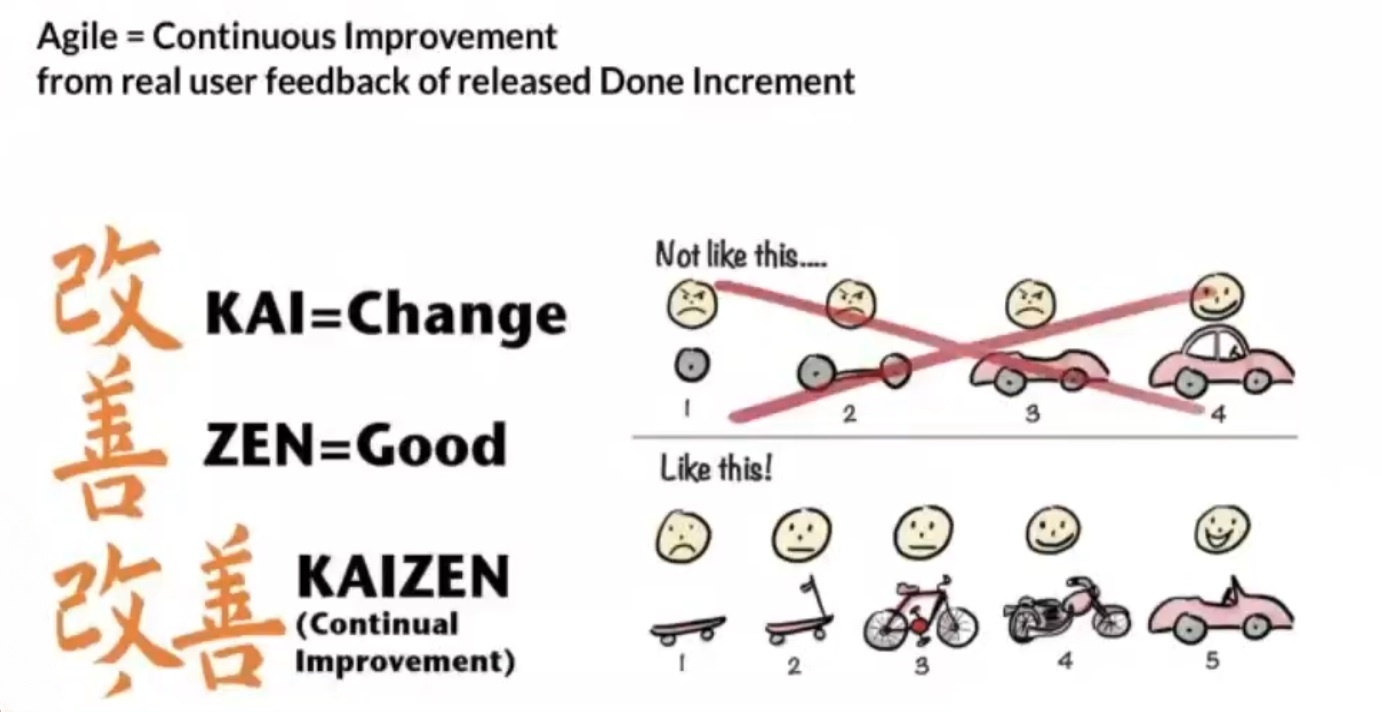 Agile = Continuous Improvement
from real user feedback of released Done Increment
改
KAI=Change
善
ZEN=Good
改善
KAIZEN
(Continual
Improvement)
Not like this....
1 2 3 4
Like this!
1 2 3 4 5